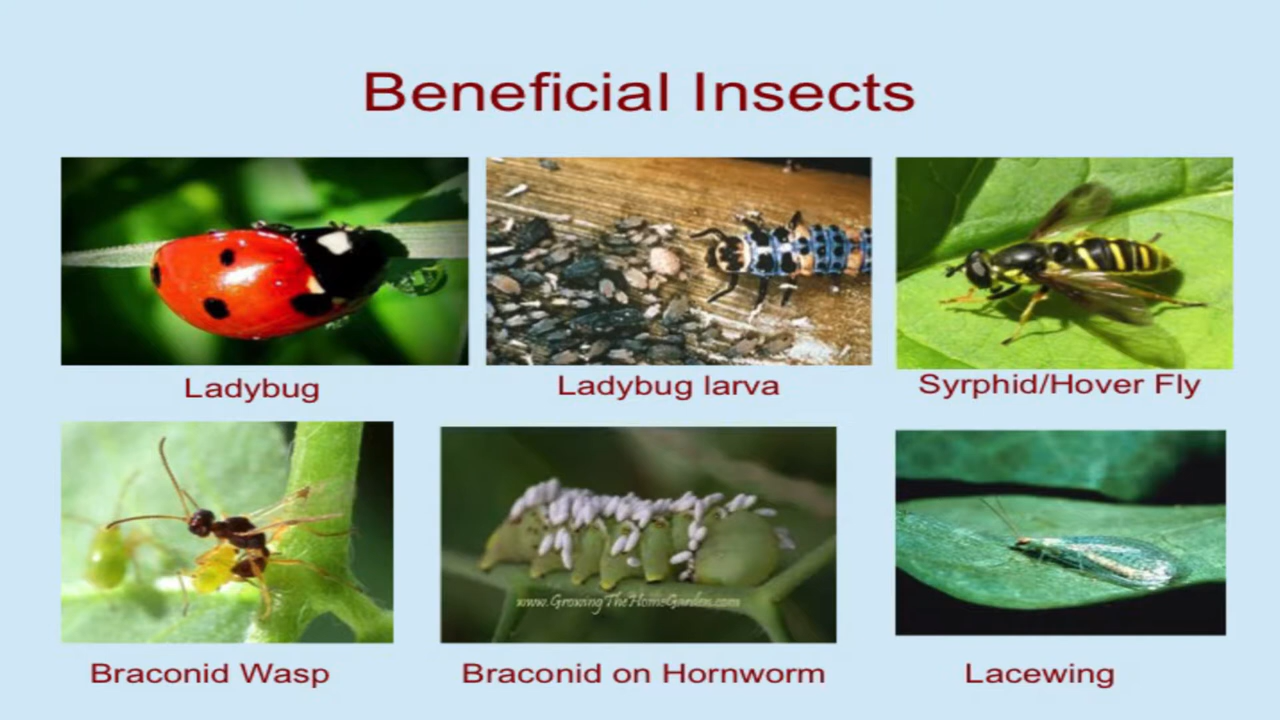 Beneficial Insects
Ladybug
Ladybug larva
Syrphid/Hover Fly
www.GrowingTheHomeGarden.com
Braconid Wasp
Braconid on Hornworm
Lacewing